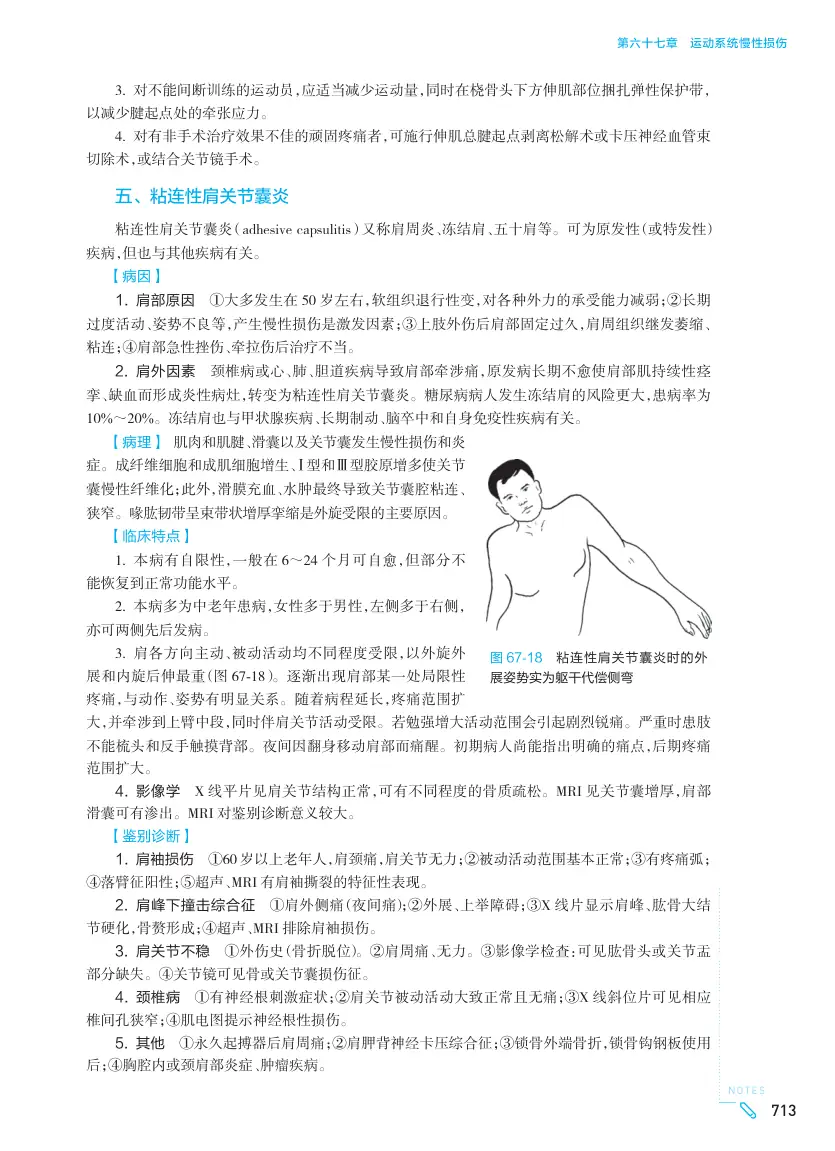 第六十七章 运动系统慢性损伤
3. 对不能间断训练的运动员,应适当减少运动量,同时在桡骨头下方伸肌部位捆扎弹性保护带,
以减少腱起点处的牵张应力。
4. 对有非手术治疗效果不佳的顽固疼痛者,可施行伸肌总腱起点剥离松解术或卡压神经血管束
切除术,或结合关节镜手术。
五、粘连性肩关节囊炎
粘连性肩关节囊炎(adhesive capsulitis)又称肩周炎、冻结肩、五十肩等。可为原发性(或特发性)
疾病,但也与其他疾病有关。
【病因】
1. 肩部原因 ①大多发生在 50 岁左右,软组织退行性变,对各种外力的承受能力减弱;②长期
过度活动、姿势不良等,产生慢性损伤是激发因素;③上肢外伤后肩部固定过久,肩周组织继发萎缩、
粘连;④肩部急性挫伤、牵拉伤后治疗不当。
2. 肩外因素 颈椎病或心、肺、胆道疾病导致肩部牵涉痛,原发病长期不愈使肩部肌持续性痉
挛、缺血而形成炎性病灶,转变为粘连性肩关节囊炎。糖尿病病人发生冻结肩的风险更大,患病率为
10%～20%。冻结肩也与甲状腺疾病、长期制动、脑卒中和自身免疫性疾病有关。
【病理】 肌肉和肌腱、滑囊以及关节囊发生慢性损伤和炎
症。成纤维细胞和成肌细胞增生、Ⅰ型和Ⅲ型胶原增多使关节
囊慢性纤维化;此外,滑膜充血、水肿最终导致关节囊腔粘连、
狭窄。喙肱韧带呈束带状增厚挛缩是外旋受限的主要原因。
【临床特点】
1. 本病有自限性,一般在 6～24 个月可自愈,但部分不
能恢复到正常功能水平。
2. 本病多为中老年患病,女性多于男性,左侧多于右侧,
亦可两侧先后发病。
3. 肩各方向主动、被动活动均不同程度受限,以外旋外
展和内旋后伸最重(图 67-18)。逐渐出现肩部某一处局限性
疼痛,与动作、姿势有明显关系。随着病程延长,疼痛范围扩
大,并牵涉到上臂中段,同时伴肩关节活动受限。若勉强增大活动范围会引起剧烈锐痛。严重时患肢
不能梳头和反手触摸背部。夜间因翻身移动肩部而痛醒。初期病人尚能指出明确的痛点,后期疼痛
范围扩大。
图 67-18 粘连性肩关节囊炎时的外
展姿势实为躯干代偿侧弯
4. 影像学 X 线平片见肩关节结构正常,可有不同程度的骨质疏松。MRI 见关节囊增厚,肩部
滑囊可有渗出。MRI 对鉴别诊断意义较大。
【鉴别诊断】
1. 肩袖损伤 ①60 岁以上老年人,肩颈痛,肩关节无力;②被动活动范围基本正常;③有疼痛弧;
④落臂征阳性;⑤超声、MRI 有肩袖撕裂的特征性表现。
2. 肩峰下撞击综合征 ①肩外侧痛(夜间痛);②外展、上举障碍;③X 线片显示肩峰、肱骨大结
节硬化,骨赘形成;④超声、MRI 排除肩袖损伤。
3. 肩关节不稳 ①外伤史(骨折脱位)。②肩周痛、无力。③影像学检查:可见肱骨头或关节盂
部分缺失。④关节镜可见骨或关节囊损伤征。
4. 颈椎病 ①有神经根刺激症状;②肩关节被动活动大致正常且无痛;③X 线斜位片可见相应
椎间孔狭窄;④肌电图提示神经根性损伤。
5. 其他 ①永久起搏器后肩周痛;②肩胛背神经卡压综合征;③锁骨外端骨折,锁骨钩钢板使用
后;④胸腔内或颈肩部炎症、肿瘤疾病。
NOTES
713